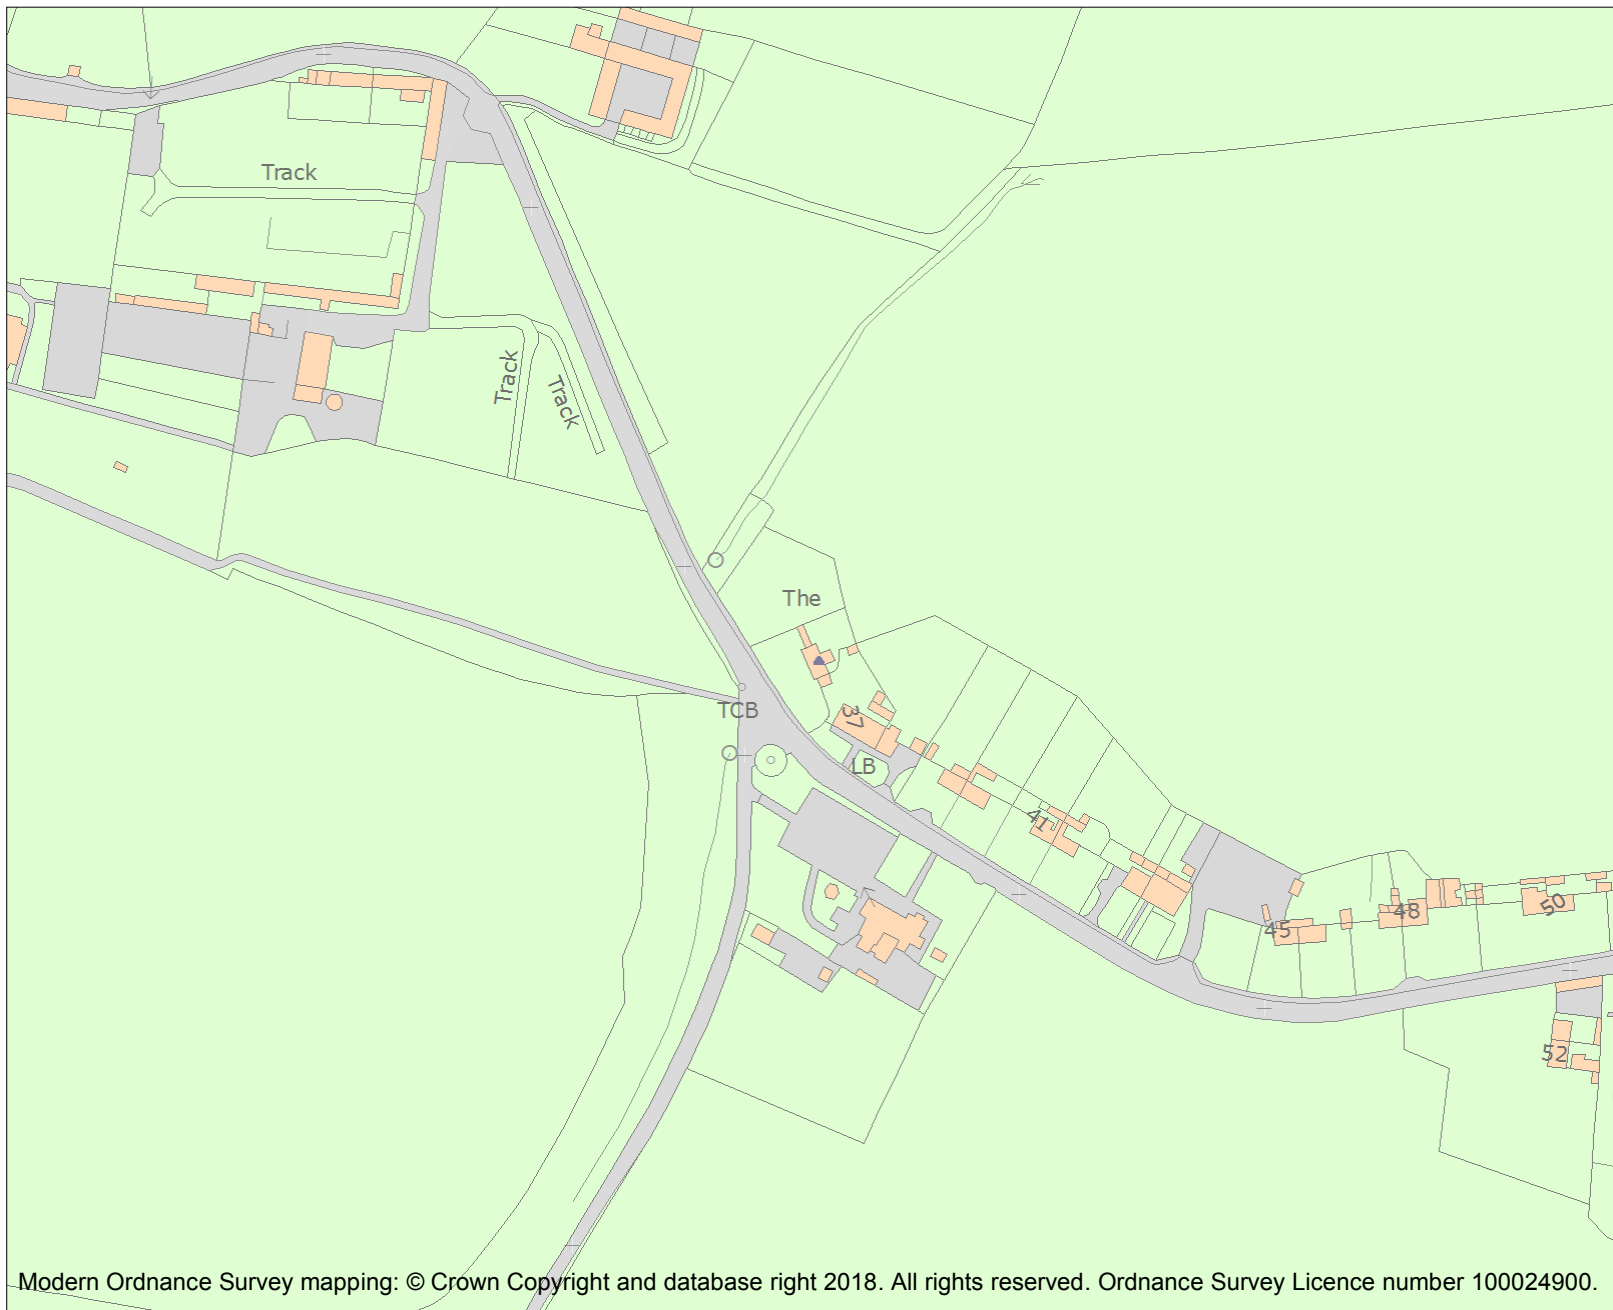 Track
Track
Track
The
TCB
37
LB
41
45
48
50
52
Modern Ordnance Survey mapping: © Crown Copyright and database right 2018. All rights reserved. Ordnance Survey Licence number 100024900.